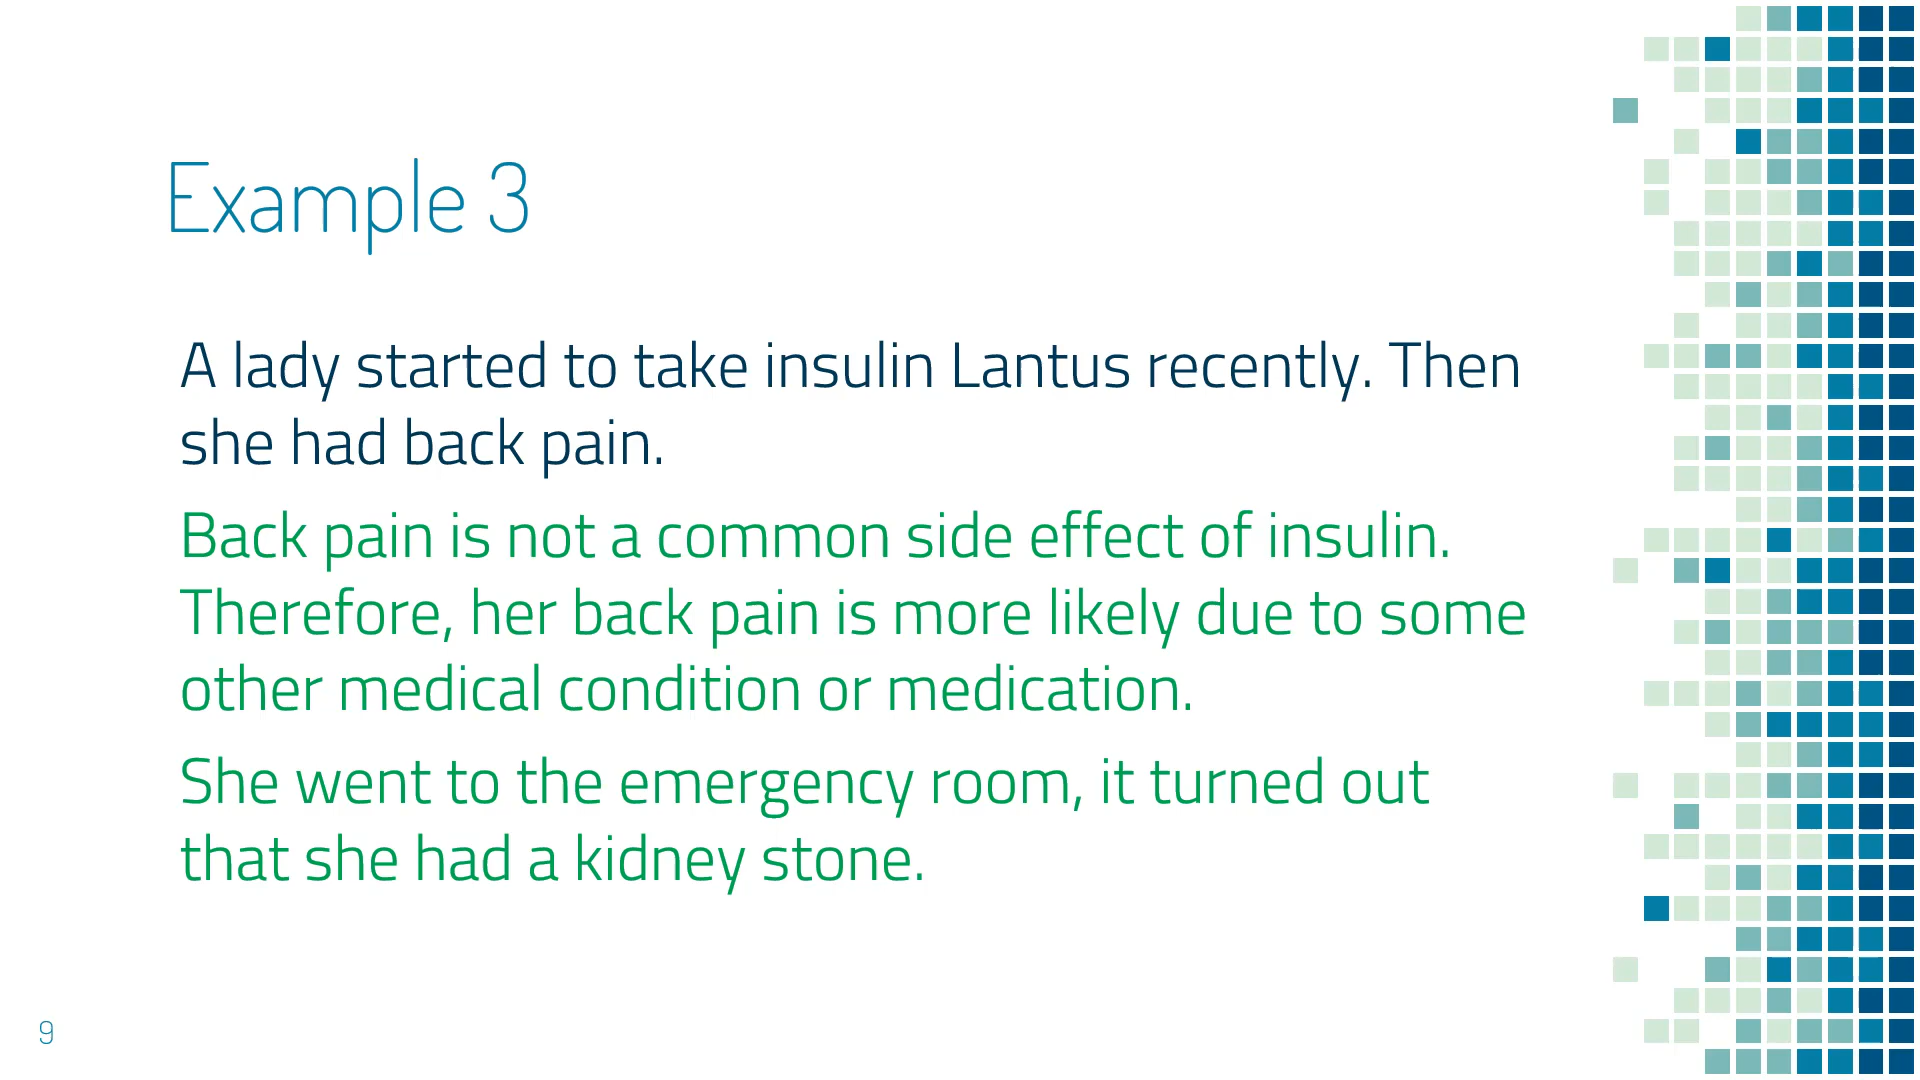 Example 3
A lady started to take insulin Lantus recently. Then
she had back pain.
Back pain is not a common side effect of insulin.
Therefore, her back pain is more likely due to some
other medical condition or medication.
She went to the emergency room, it turned out
that she had a kidney stone.
9